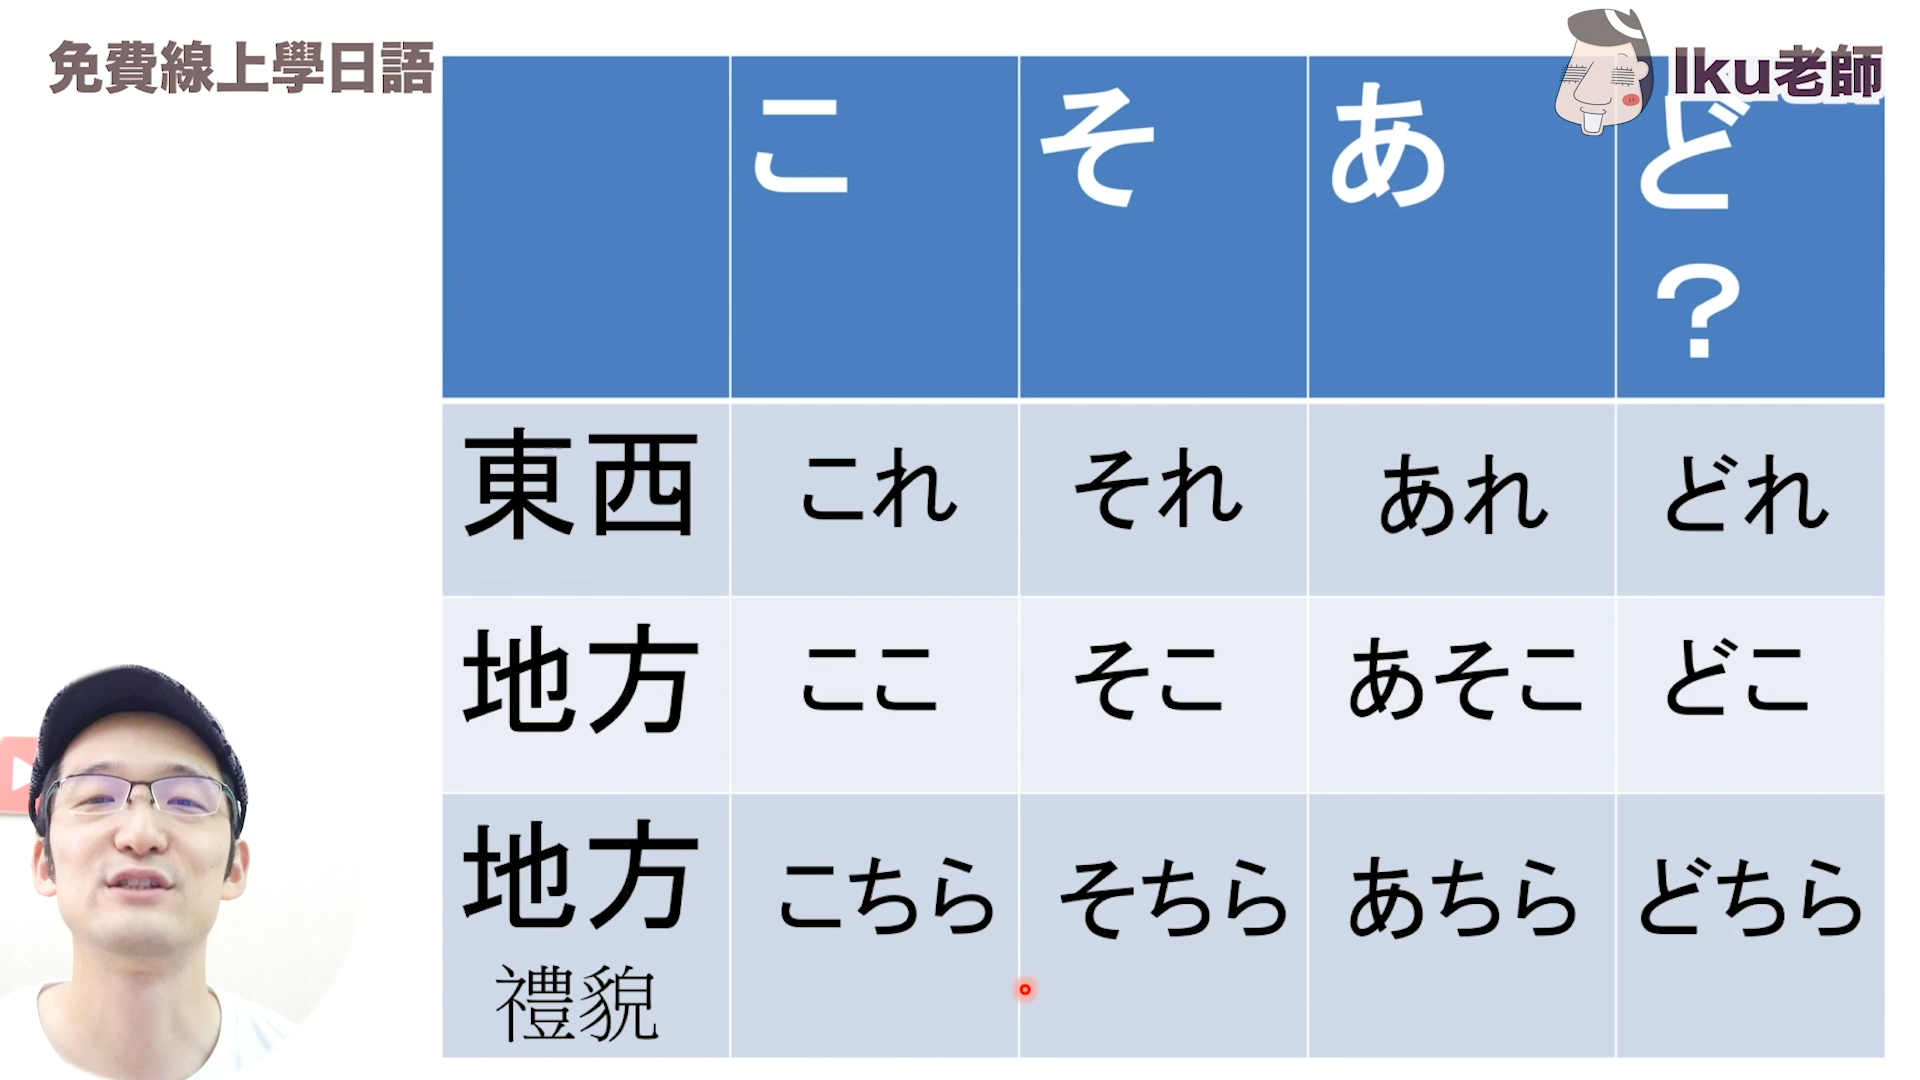 免費線上學日語
Iku老師
こ そ あ ど
?
東西 これ それ あれ どれ
地方 ここ そこ あそこ どこ
地方 こちら そちら あちら どちら
禮貌